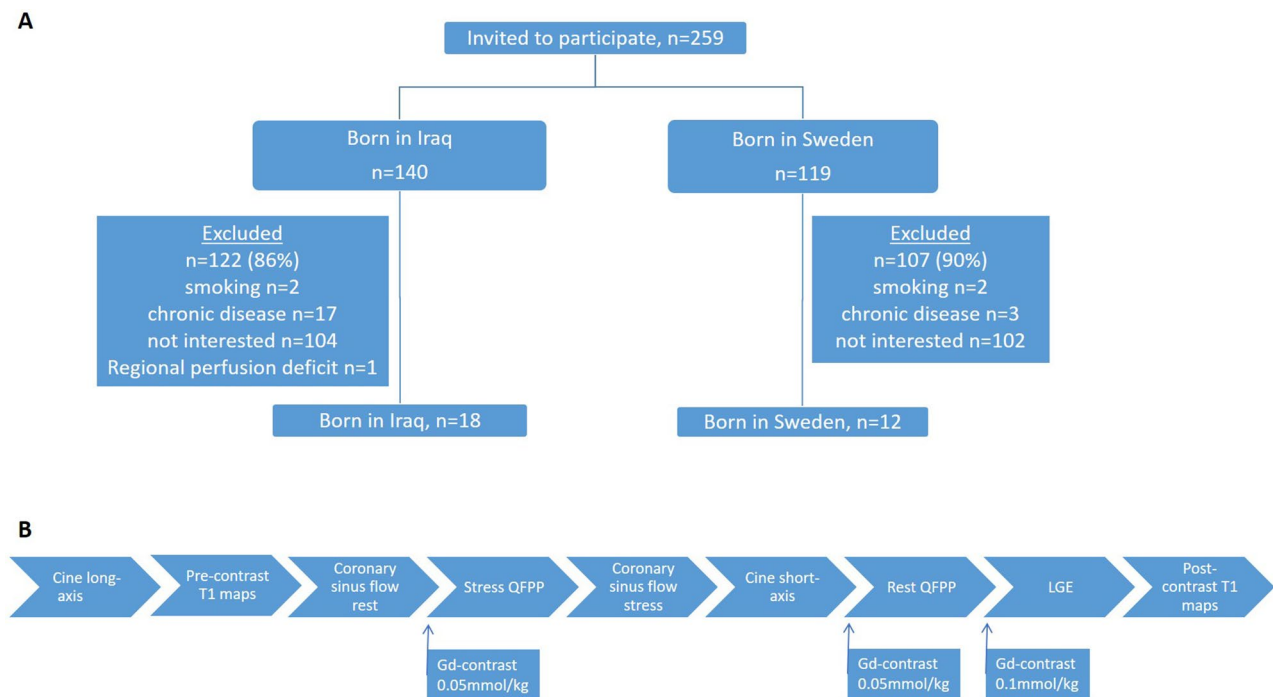 A
Invited to participate, n=259
Born in Iraq
n=140
Born in Sweden
n=119
Excluded
n=122 (86%)
smoking n=2
chronic disease n=17
not interested n=104
Regional perfusion deficit n=1
Excluded
n=107 (90%)
smoking n=2
chronic disease n=3
not interested n=102
Born in Iraq, n=18
Born in Sweden, n=12
B
Cine long-
axis
Pre-contrast
T1 maps
Coronary
sinus flow
rest
Stress QFPP
Coronary
sinus flow
stress
Cine short-
axis
Rest QFPP
LGE
Post-
contrast T1
maps
Gd-contrast
0.05mmol/kg
Gd-contrast
0.05mmol/kg
Gd-contrast
0.1mmol/kg